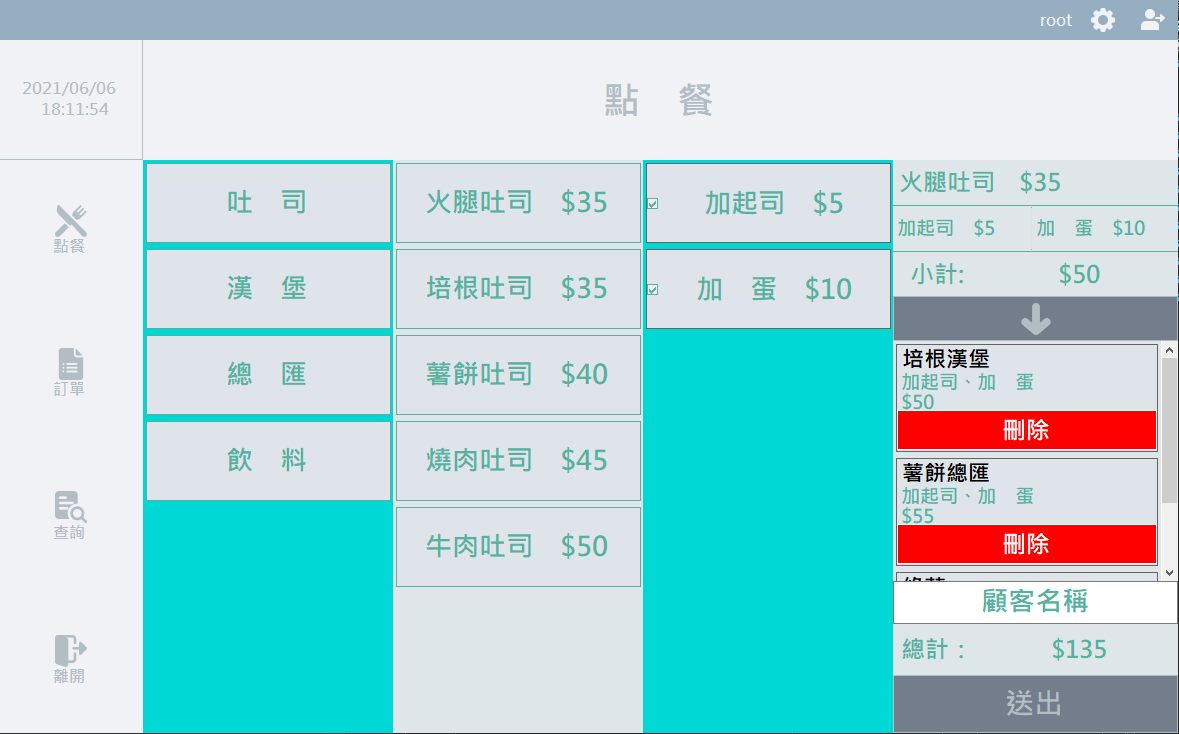 root
2021/06/06
18:11:54
點 餐
點餐
訂單
查詢
離開
吐 司
漢 堡
總 匯
飲 料
火腿吐司 $35
培根吐司 $35
薯餅吐司 $40
燒肉吐司 $45
牛肉吐司 $50
加起司 $5
加 蛋 $10
火腿吐司 $35
加起司 $5 加 蛋 $10
小計: $50
培根漢堡
加起司、加 蛋
$50
刪除
薯餅總匯
加起司、加 蛋
$55
刪除
顧客名稱
總計： $135
送出